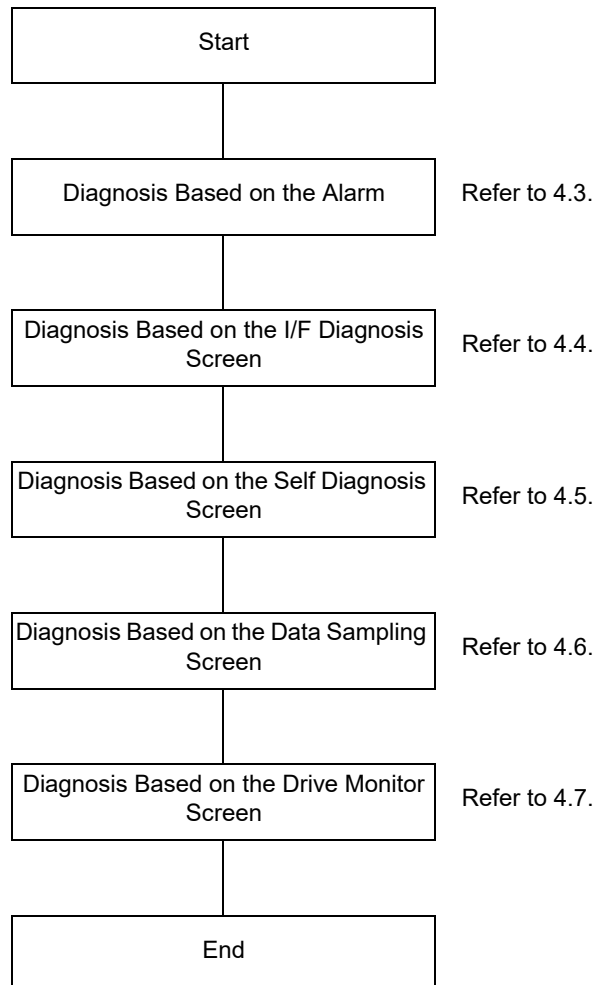 Start
Diagnosis Based on the Alarm
Refer to 4.3.
Diagnosis Based on the I/F Diagnosis
Screen
Refer to 4.4.
Diagnosis Based on the Self Diagnosis
Screen
Refer to 4.5.
Diagnosis Based on the Data Sampling
Screen
Refer to 4.6.
Diagnosis Based on the Drive Monitor
Screen
Refer to 4.7.
End